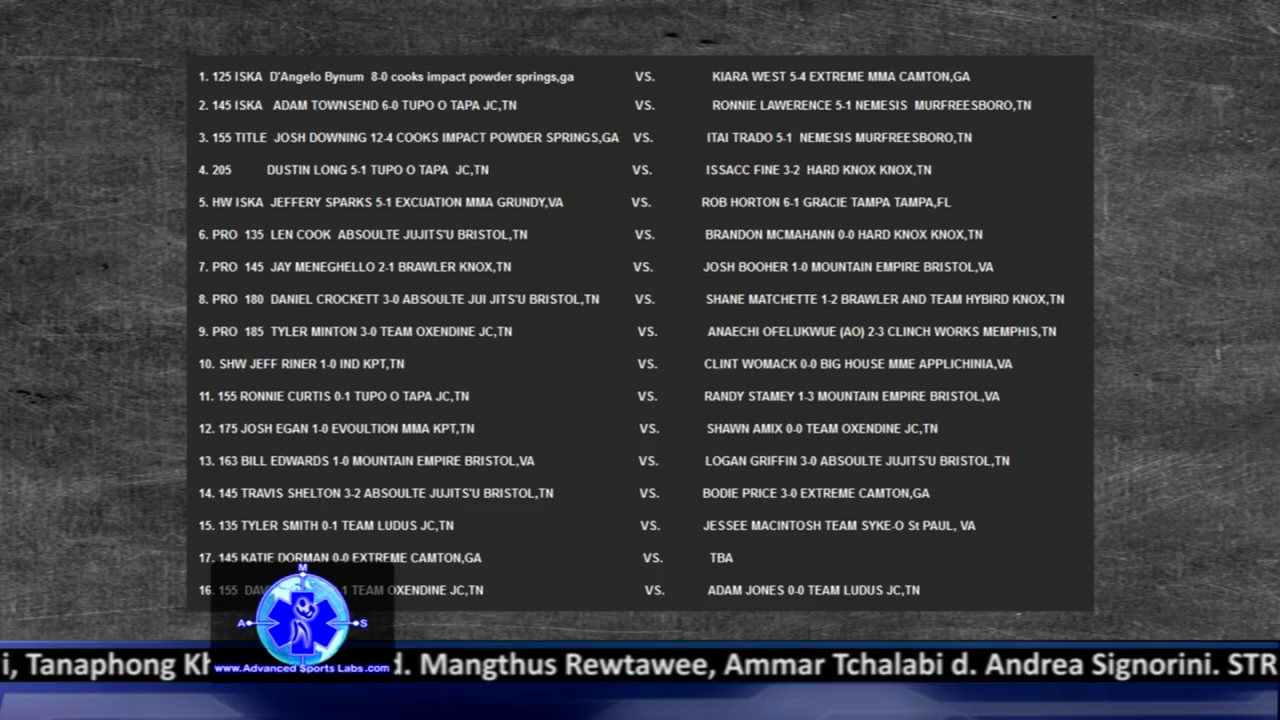 1. 125 ISKA D'Angelo Bynum 8-0 cooks impact powder springs,ga VS. KIARA WEST 5-4 EXTREME MMA CAMTON,GA
2. 145 ISKA ADAM TOWNSEND 6-0 TUPO O TAPA JC,TN VS. RONNIE LAWERENCE 5-1 NEMESIS MURFREESBORO,TN
3. 155 TITLE JOSH DOWNING 12-4 COOKS IMPACT POWDER SPRINGS,GA VS. ITAI TRADO 5-1 NEMESIS MURFREESBORO,TN
4. 205 DUSTIN LONG 5-1 TUPO O TAPA JC,TN VS. ISSACC FINE 3-2 HARD KNOX KNOX,TN
5. HW ISKA JEFFERY SPARKS 5-1 EXCUATION MMA GRUNDY,VA VS. ROB HORTON 6-1 GRACIE TAMPA TAMPA,FL
6. PRO 135 LEN COOK ABSOULTE JUJITS'U BRISTOL,TN VS. BRANDON MCMAHANN 0-0 HARD KNOX KNOX,TN
7. PRO 145 JAY MENEGHELLO 2-1 BRAWLER KNOX,TN VS. JOSH BOOHER 1-0 MOUNTAIN EMPIRE BRISTOL,VA
8. PRO 180 DANIEL CROCKETT 3-0 ABSOULTE JUI JITS'U BRISTOL,TN VS. SHANE MATCHETTE 1-2 BRAWLER AND TEAM HYBIRD KNOX,TN
9. PRO 185 TYLER MINTON 3-0 TEAM OXENDINE JC,TN VS. ANAECHI OFELUKWUE (AO) 2-3 CLINCH WORKS MEMPHIS,TN
10. SHW JEFF RINER 1-0 IND KPT,TN VS. CLINT WOMACK 0-0 BIG HOUSE MME APPLICHINIA,VA
11. 155 RONNIE CURTIS 0-1 TUPO O TAPA JC,TN VS. RANDY STAMEY 1-3 MOUNTAIN EMPIRE BRISTOL,VA
12. 175 JOSH EGAN 1-0 EVOULTION MMA KPT,TN VS. SHAWN AMIX 0-0 TEAM OXENDINE JC,TN
13. 163 BILL EDWARDS 1-0 MOUNTAIN EMPIRE BRISTOL,VA VS. LOGAN GRIFFIN 3-0 ABSOULTE JUJITS'U BRISTOL,TN
14. 145 TRAVIS SHELTON 3-2 ABSOULTE JUJITS'U BRISTOL,TN VS. BODIE PRICE 3-0 EXTREME CAMTON,GA
15. 135 TYLER SMITH 0-1 TEAM LUDUS JC,TN VS. JESSEE MACINTOSH TEAM SYKE-O St PAUL, VA
17. 145 KATIE DORMAN 0-0 EXTREME CAMTON,GA VS. TBA
16. 155 TEAM OXENDINE JC,TN VS. ADAM JONES 0-0 TEAM LUDUS JC,TN
M
A S
www.Advanced Sports Labs.com
i, Tanaphong d. Mangthus Rewtawee, Ammar Tchalabi d. Andrea Signorini. STR